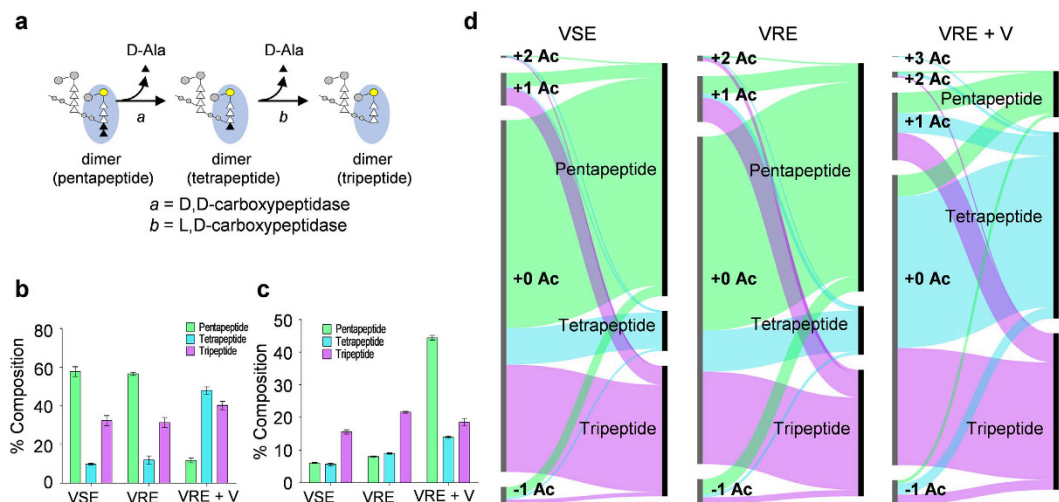 a
D-Ala
D-Ala
a
b
dimer
(pentapeptide)
dimer
(tetrapeptide)
dimer
(tripeptide)
a = D,D-carboxypeptidase
b = L,D-carboxypeptidase
b
% Composition
80
60
40
20
0
Pentapeptide
Tetrapeptide
Tripeptide
VSE
VRE
VRE + V
c
% Composition
50
40
30
20
10
0
Pentapeptide
Tetrapeptide
Tripeptide
VSE
VRE
VRE + V
d
VSE
+2 Ac
+1 Ac
+0 Ac
-1 Ac
Pentapeptide
Tetrapeptide
Tripeptide
VRE
+2 Ac
+1 Ac
+0 Ac
-1 Ac
Pentapeptide
Tetrapeptide
Tripeptide
VRE + V
+3 Ac
+2 Ac
+1 Ac
+0 Ac
-1 Ac
Pentapeptide
Tetrapeptide
Tripeptide